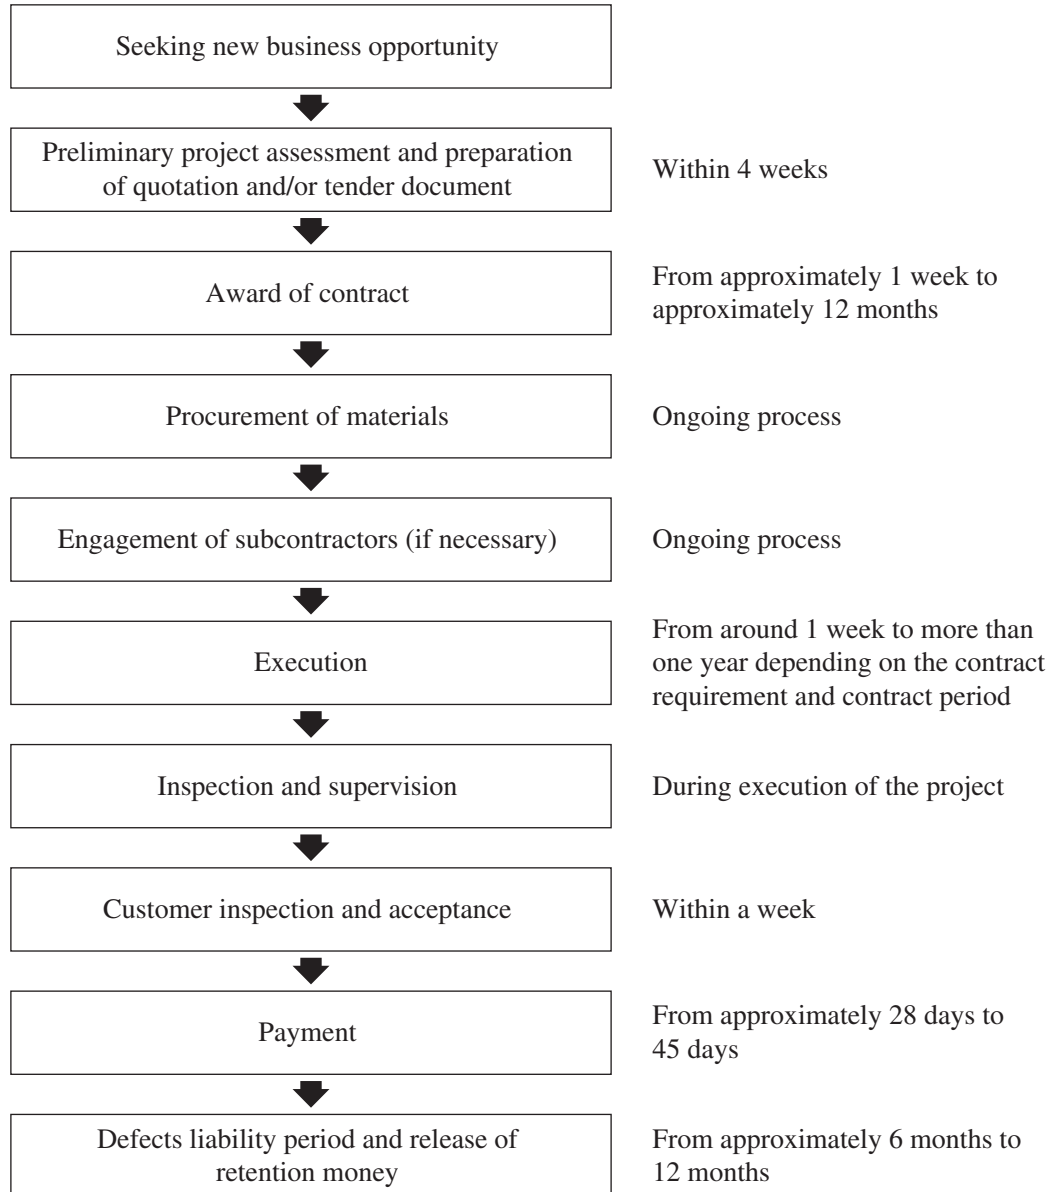 Seeking new business opportunity
Preliminary project assessment and preparation
of quotation and/or tender document
Within 4 weeks
Award of contract
From approximately 1 week to
approximately 12 months
Procurement of materials
Ongoing process
Engagement of subcontractors (if necessary)
Ongoing process
Execution
From around 1 week to more than
one year depending on the contract
requirement and contract period
Inspection and supervision
During execution of the project
Customer inspection and acceptance
Within a week
Payment
From approximately 28 days to
45 days
Defects liability period and release of
retention money
From approximately 6 months to
12 months